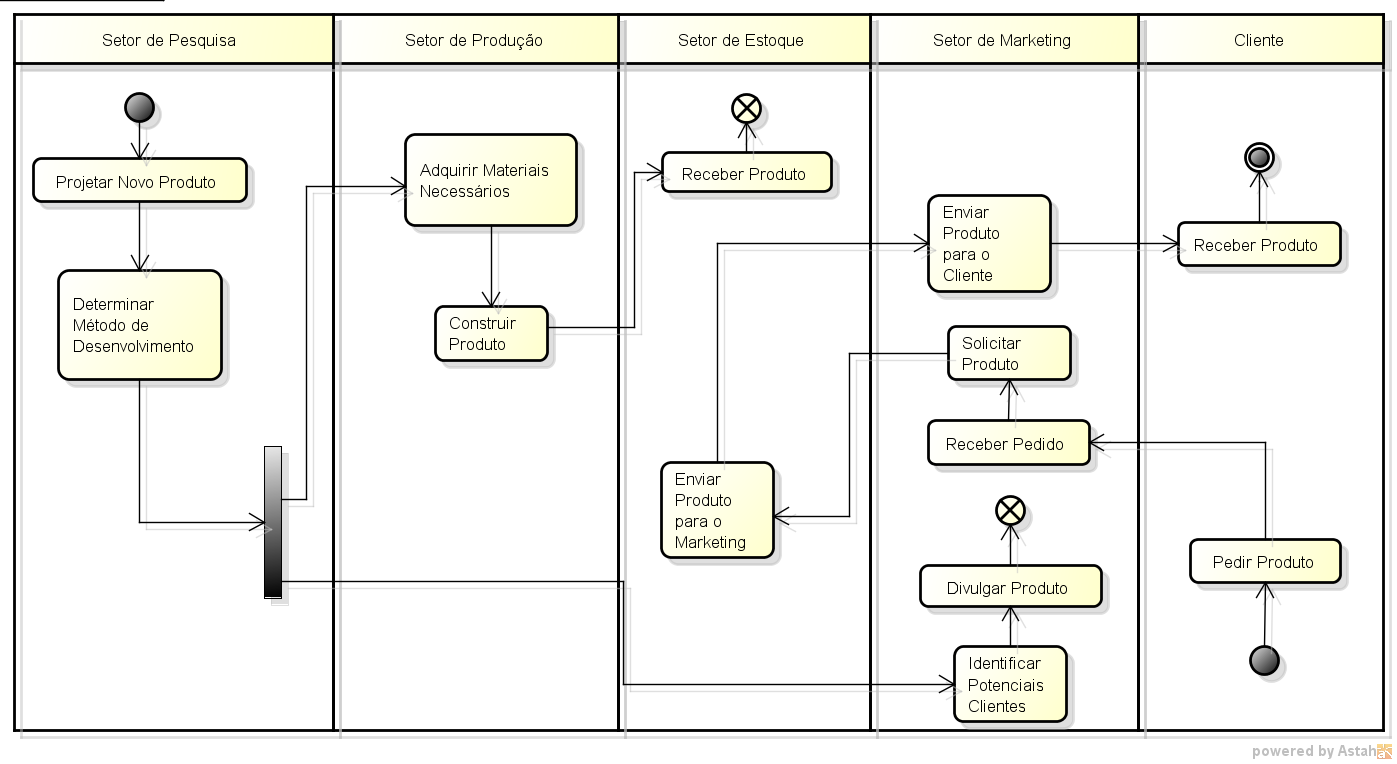 Setor de Pesquisa
Setor de Produção
Setor de Estoque
Setor de Marketing
Cliente
Projetar Novo Produto
Determinar
Método de
Desenvolvimento
Adquirir Materiais
Necessários
Construir
Produto
Receber Produto
Enviar
Produto
para o
Marketing
Enviar
Produto
para o
Cliente
Solicitar
Produto
Receber Pedido
Divulgar Produto
Identificar
Potenciais
Clientes
Receber Produto
Pedir Produto
powered by Astah